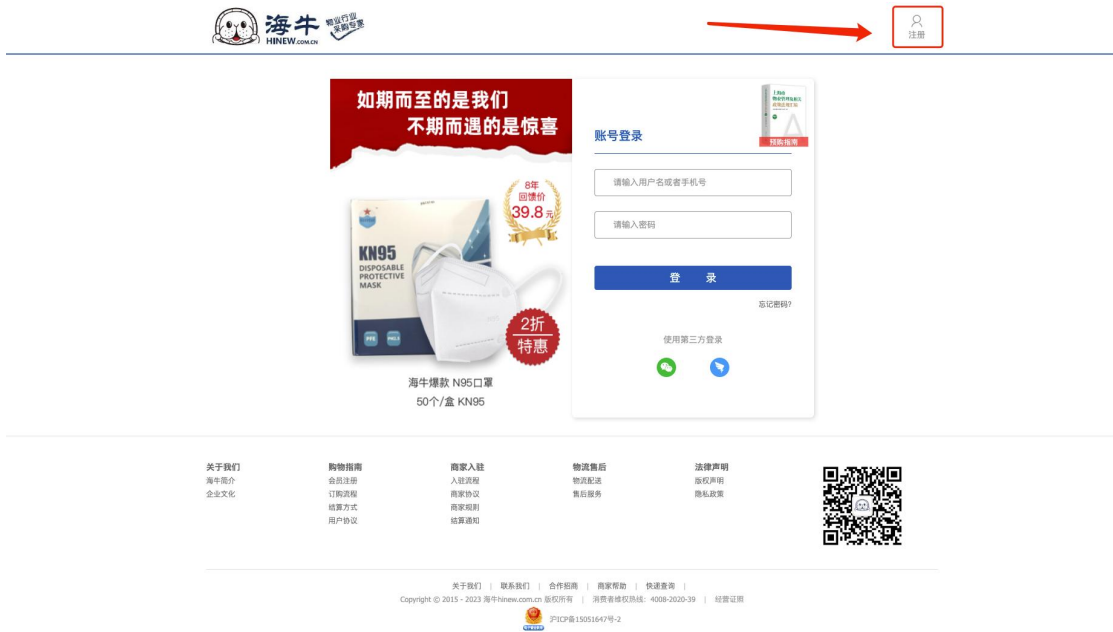 海牛
HINEW.COM.CN
物业行业
采购专家
注册
如期而至的是我们
不期而遇的是惊喜
8年
回馈价
39.8元
KN95
DISPOSABLE
PROTECTIVE
MASK
2折
特惠
海牛爆款 N95口罩
50个/盒 KN95
账号登录
预购指南
请输入用户名或者手机号
请输入密码
登 录
忘记密码?
使用第三方登录
关于我们
海牛简介
企业文化
购物指南
会员注册
订购流程
结算方式
用户协议
商家入驻
入驻流程
商家协议
商家规则
结算通知
物流售后
物流配送
售后服务
法律声明
版权声明
隐私政策
关于我们 | 联系我们 | 合作招商 | 商家帮助 | 快递查询 |
Copyright © 2015 - 2023 海牛hinew.com.cn 版权所有 | 消费者维权热线：4008-2020-39 | 经营证照
沪ICP备15051647号-2